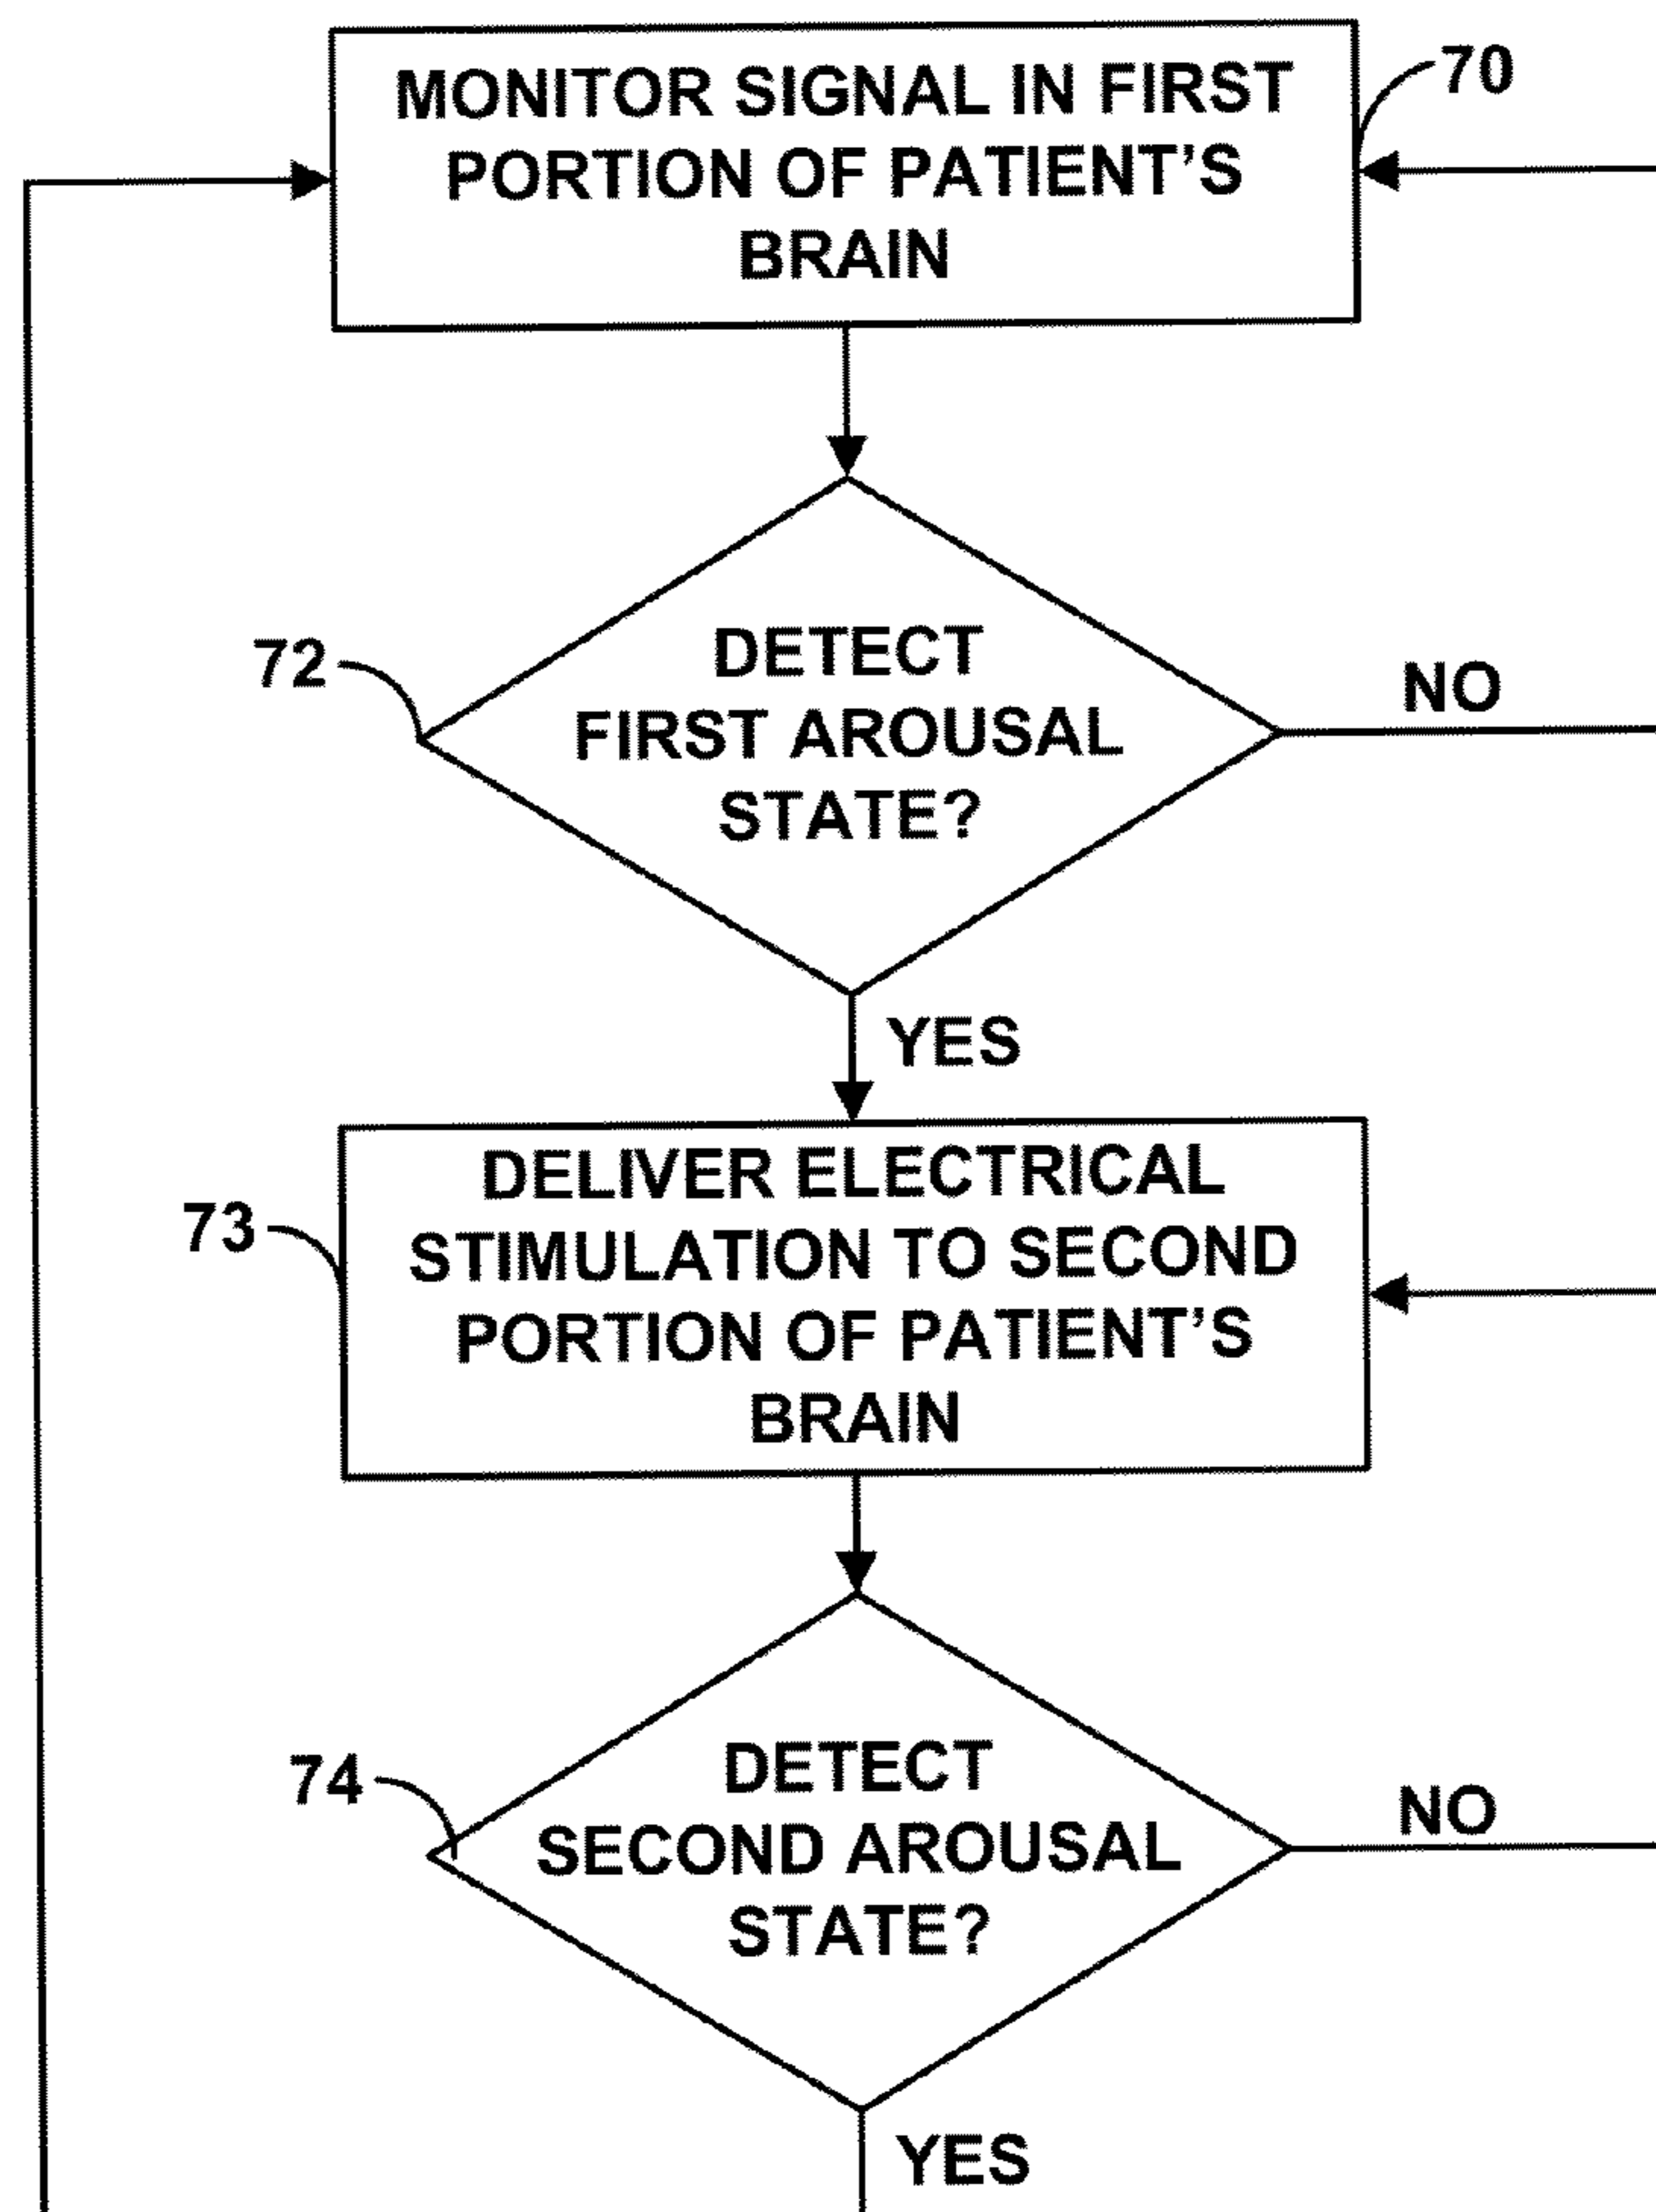 MONITOR SIGNAL IN FIRST
PORTION OF PATIENT’S
BRAIN
70
72
DETECT
FIRST AROUSAL
STATE?
NO
YES
73
DELIVER ELECTRICAL
STIMULATION TO SECOND
PORTION OF PATIENT’S
BRAIN
74
DETECT
SECOND AROUSAL
STATE?
NO
YES